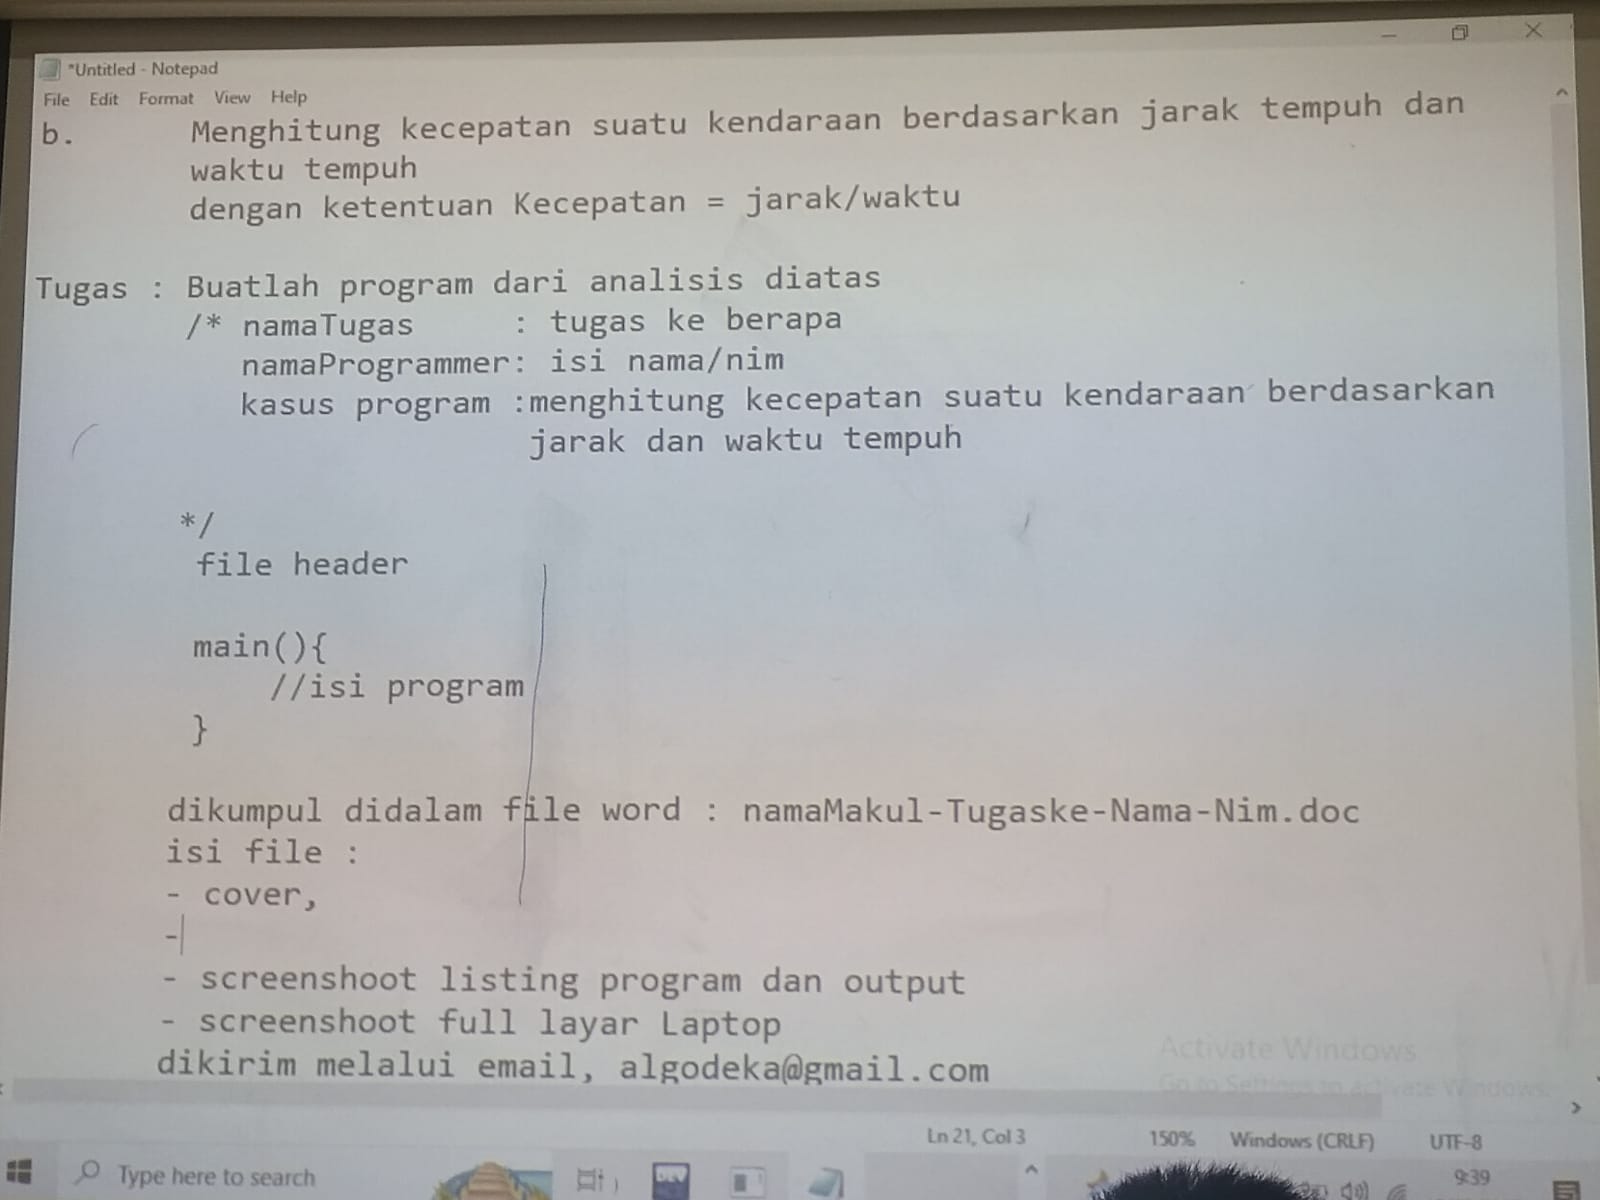 *Untitled - Notepad
File Edit Format View Help
b. Menghitung kecepatan suatu kendaraan berdasarkan jarak tempuh dan
waktu tempuh
dengan ketentuan Kecepatan = jarak/waktu
Tugas : Buatlah program dari analisis diatas
/* namaTugas : tugas ke berapa
namaProgrammer: isi nama/nim
kasus program :menghitung kecepatan suatu kendaraan berdasarkan
jarak dan waktu tempuh
*/
file header
main(){
//isi program
}
dikumpul didalam file word : namaMakul-Tugaske-Nama-Nim.doc
isi file :
- cover,
-
- screenshoot listing program dan output
- screenshoot full layar Laptop
dikirim melalui email, algodeka@gmail.com
Activate Windows
Go to Settings to activate Windows.
Ln 21, Col 3 150% Windows (CRLF) UTF-8
Type here to search
DEV
9:39